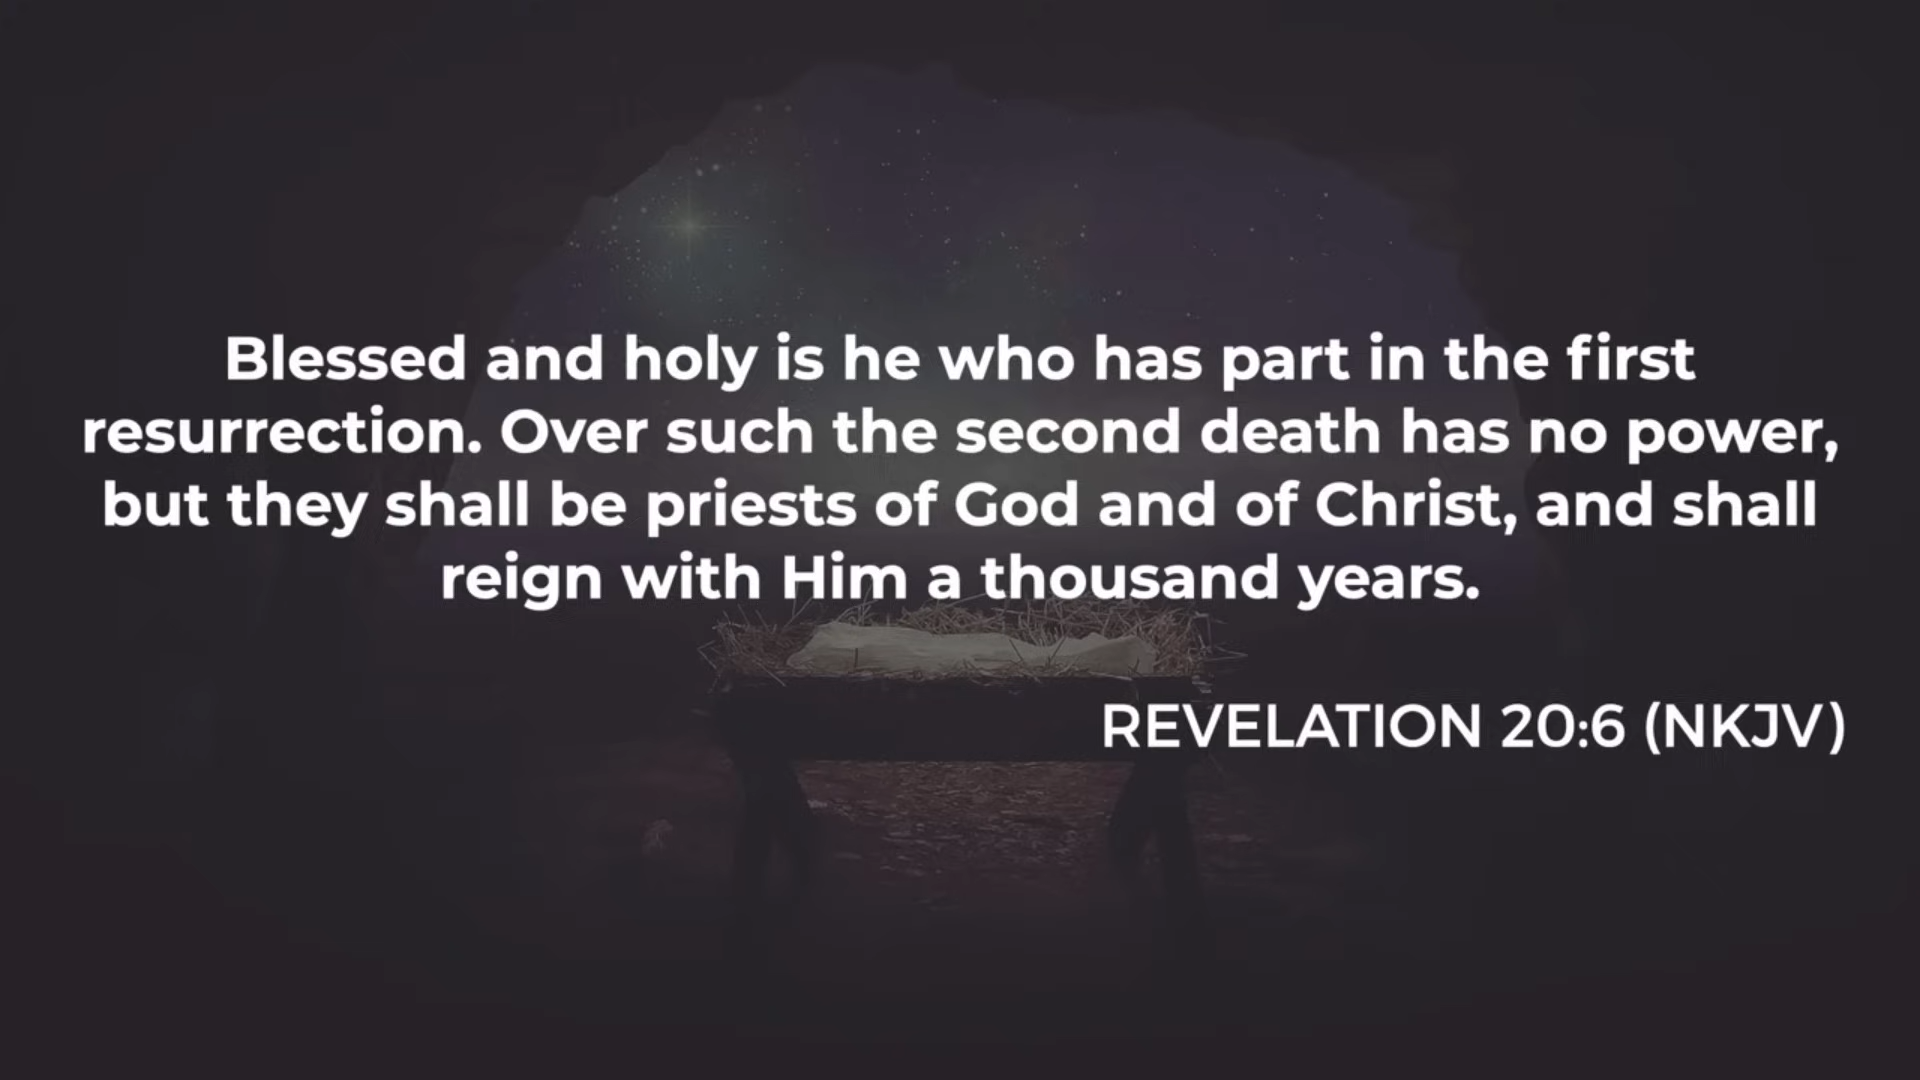 Blessed and holy is he who has part in the first
resurrection. Over such the second death has no power,
but they shall be priests of God and of Christ, and shall
reign with Him a thousand years.
REVELATION 20:6 (NKJV)